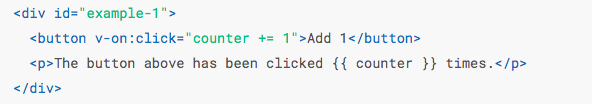 <div id="example-1">
  <button v-on:click="counter += 1">Add 1</button>
  <p>The button above has been clicked {{ counter }} times.</p>
</div>